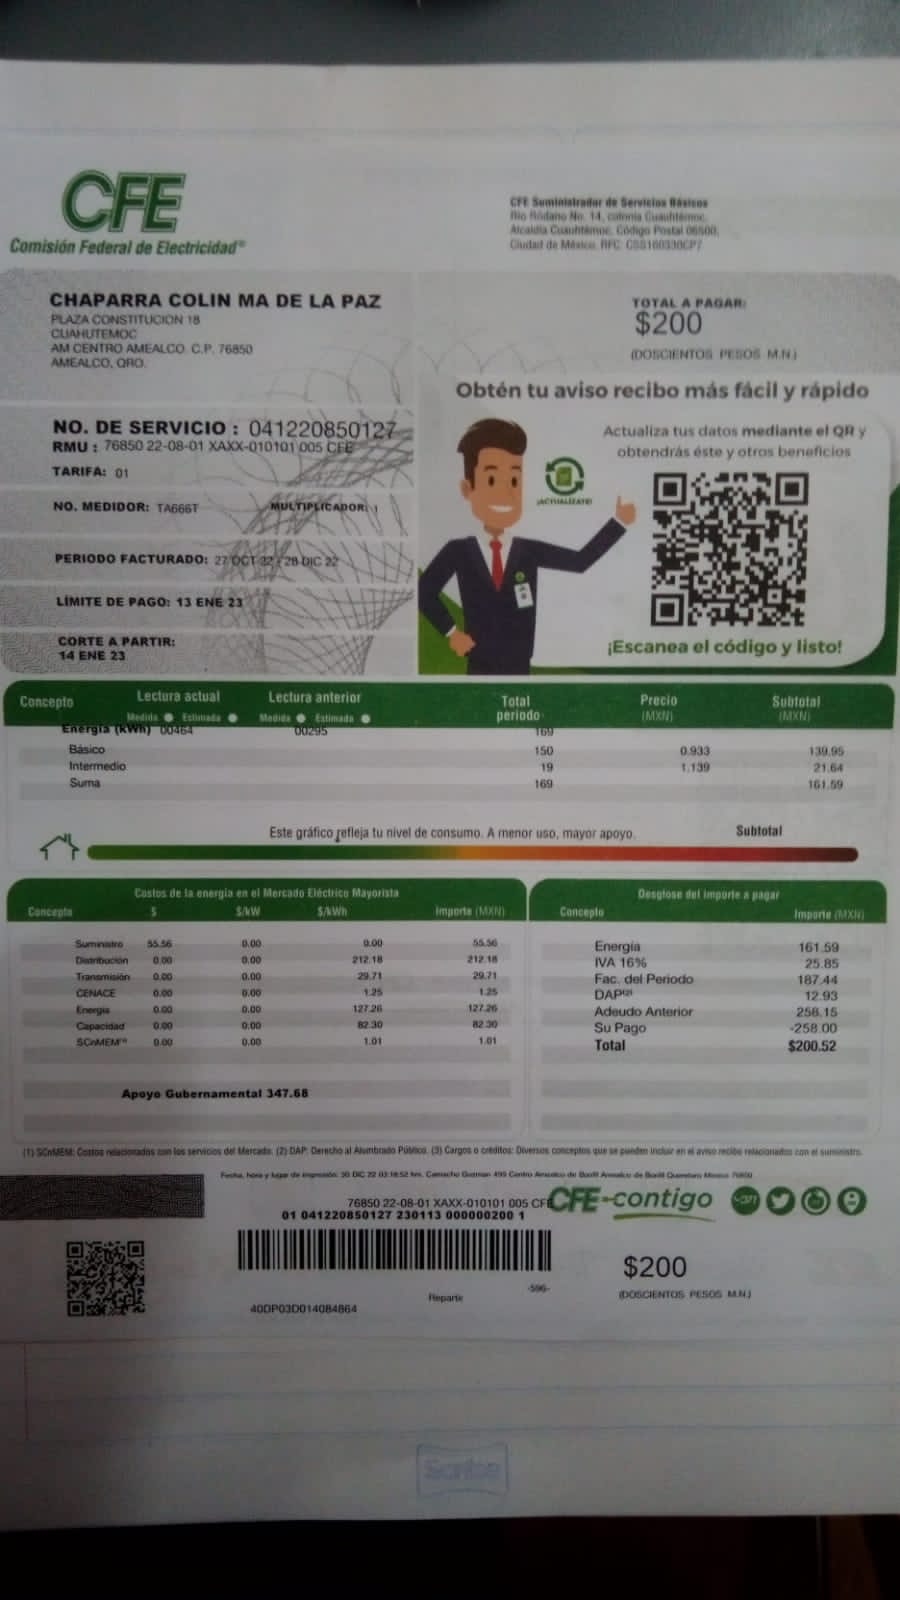 CFE
Comisión Federal de Electricidad®
CFE Suministrador de Servicios Básicos
Río Ródano No. 14, colonia Cuauhtémoc,
Alcaldía Cuauhtémoc, Código Postal 06500,
Ciudad de México. RFC: CSS160330CP7
CHAPARRA COLIN MA DE LA PAZ
PLAZA CONSTITUCION 18
CUAHUTEMOC
AM CENTRO AMEALCO. C.P. 76850
AMEALCO, QRO.
TOTAL A PAGAR:
$200
(DOSCIENTOS PESOS M.N.)
NO. DE SERVICIO : 041220850127
RMU : 76850 22-08-01 XAXX-010101 005 CFE
TARIFA: 01
NO. MEDIDOR: TA666T MULTIPLICADOR: 1
PERIODO FACTURADO: 27 OCT 22 - 28 DIC 22
LÍMITE DE PAGO: 13 ENE 23
CORTE A PARTIR:
14 ENE 23
Obtén tu aviso recibo más fácil y rápido
Actualiza tus datos mediante el QR y
obtendrás éste y otros beneficios
¡ACTUALÍZATE!
¡Escanea el código y listo!
Concepto Lectura actual Lectura anterior Total periodo Precio (MXN) Subtotal (MXN)
Medida Estimada Medida Estimada
Energía (kWh) 00464 00295 169
Básico 150 0.933 139.95
Intermedio 19 1.139 21.64
Suma 169 161.59
Este gráfico refleja tu nivel de consumo. A menor uso, mayor apoyo. Subtotal
Costos de la energía en el Mercado Eléctrico Mayorista
Concepto $ $/kW $/kWh Importe (MXN)
Suministro 55.56 0.00 0.00 55.56
Distribución 0.00 0.00 212.18 212.18
Transmisión 0.00 0.00 29.71 29.71
CENACE 0.00 0.00 1.25 1.25
Energía 0.00 0.00 127.26 127.26
Capacidad 0.00 0.00 82.30 82.30
SCnMEM(1) 0.00 0.00 1.01 1.01
Apoyo Gubernamental 347.68
Desglose del importe a pagar
Concepto Importe (MXN)
Energía 161.59
IVA 16% 25.85
Fac. del Periodo 187.44
DAP(2) 12.93
Adeudo Anterior 258.15
Su Pago -258.00
Total $200.52
(1) SCnMEM: Costos relacionados con los servicios del Mercado. (2) DAP: Derecho al Alumbrado Público. (3) Cargos o créditos: Diversos conceptos que se pueden incluir en el aviso recibo relacionados con el suministro.
Fecha, hora y lugar de impresión: 30 DIC 22 03:18:52 hrs. Camacho Guzman 499 Centro Amealco de Bonfil Amealco de Bonfil Queretaro Mexico 76850
76850 22-08-01 XAXX-010101 005 CFE
01 041220850127 230113 000000200 1
CFE contigo
071
40DP03D014084864
Reparte
-596-
$200
(DOSCIENTOS PESOS M.N.)
Scribe